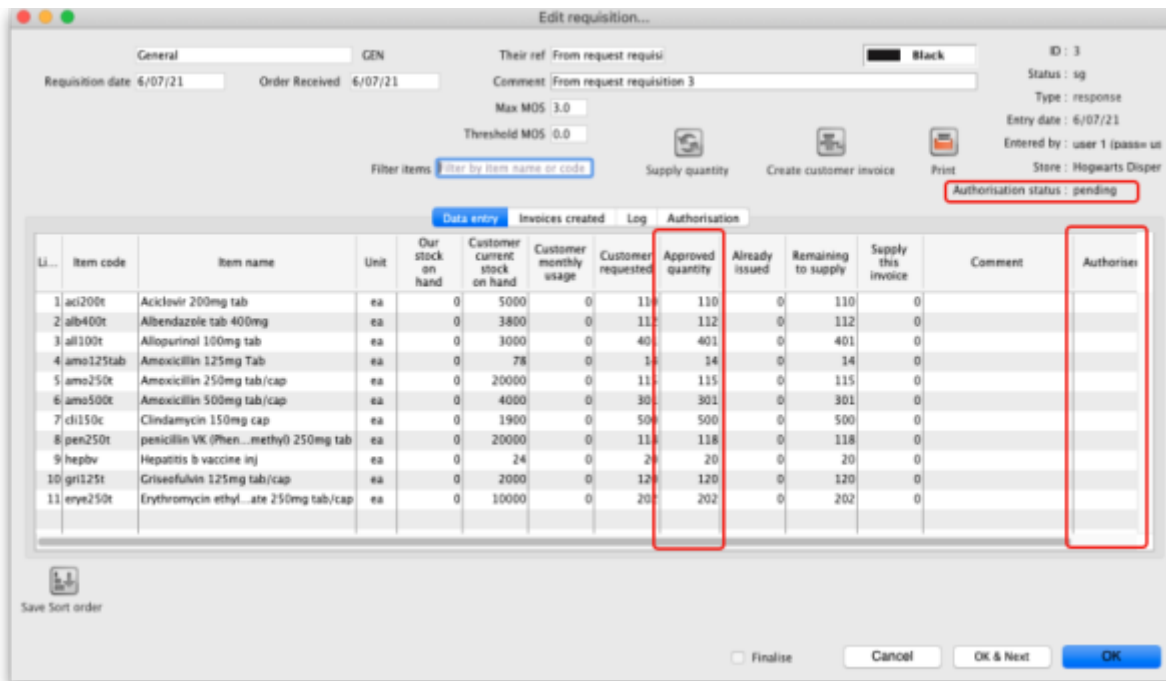 Edit requisition...
General GEN Their ref From request requisi Black ID : 3
Requisition date 6/07/21 Order Received 6/07/21 Comment From request requisition 3 Status : sg
Max MOS 3.0 Type : response
Threshold MOS 0.0 Entry date : 6/07/21
Entered by : user 1 (pass= us
Filter items Filter by item name or code Supply quantity Create customer invoice Print Store : Hogwarts Disper
Authorisation status : pending
Data entry Invoices created Log Authorisation
Li... Item code Item name Unit Our stock on hand Customer current stock on hand Customer monthly usage Customer requested Approved quantity Already issued Remaining to supply Supply this invoice Comment Authoriser
1 aci200t Aciclovir 200mg tab ea 0 5000 0 110 110 0 110 0
2 alb400t Albendazole tab 400mg ea 0 3800 0 112 112 0 112 0
3 all100t Allopurinol 100mg tab ea 0 3000 0 401 401 0 401 0
4 amo125tab Amoxicillin 125mg Tab ea 0 78 0 14 14 0 14 0
5 amo250t Amoxicillin 250mg tab/cap ea 0 20000 0 115 115 0 115 0
6 amo500t Amoxicillin 500mg tab/cap ea 0 4000 0 301 301 0 301 0
7 cli150c Clindamycin 150mg cap ea 0 1900 0 500 500 0 500 0
8 pen250t penicillin VK (Phen...methyl) 250mg tab ea 0 20000 0 118 118 0 118 0
9 hepbv Hepatitis b vaccine inj ea 0 24 0 20 20 0 20 0
10 gri125t Griseofulvin 125mg tab/cap ea 0 2000 0 120 120 0 120 0
11 erye250t Erythromycin ethyl...ate 250mg tab/cap ea 0 10000 0 202 202 0 202 0
Save Sort order
Finalise Cancel OK & Next OK